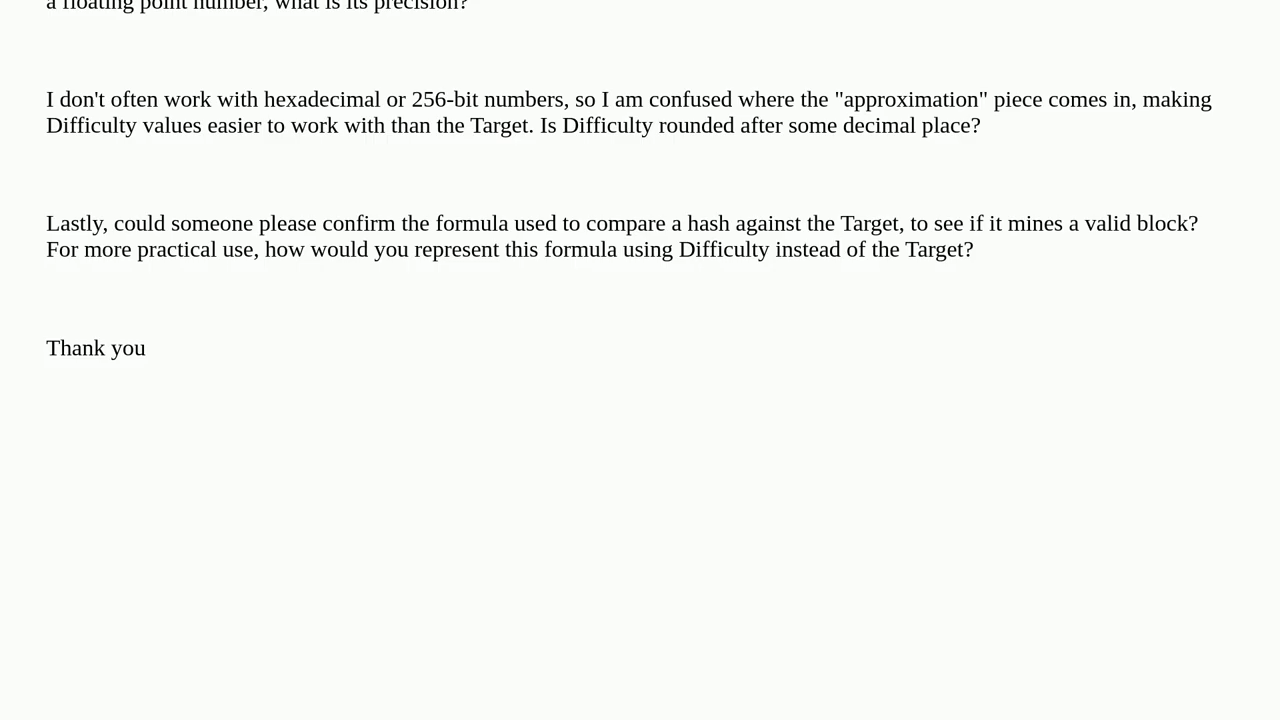 a floating point number, what is its precision?
I don't often work with hexadecimal or 256-bit numbers, so I am confused where the "approximation" piece comes in, making
Difficulty values easier to work with than the Target. Is Difficulty rounded after some decimal place?
Lastly, could someone please confirm the formula used to compare a hash against the Target, to see if it mines a valid block?
For more practical use, how would you represent this formula using Difficulty instead of the Target?
Thank you